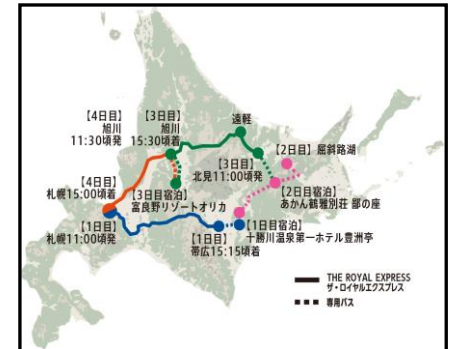 【4日目】
旭川
11:30頃発
【3日目】
旭川
15:30頃着
遠軽
【2日目】屈斜路湖
【3日目】
北見11:00頃発
【4日目】
札幌15:00頃着
【3日目宿泊】
富良野リゾートオリカ
【2日目宿泊】
あかん鶴雅別荘 鄙の座
【1日目】
札幌11:00頃発
【1日目】
帯広15:15頃着
【1日目宿泊】
十勝川温泉第一ホテル豊洲亭
THE ROYAL EXPRESS
ザ・ロイヤルエクスプレス
専用バス